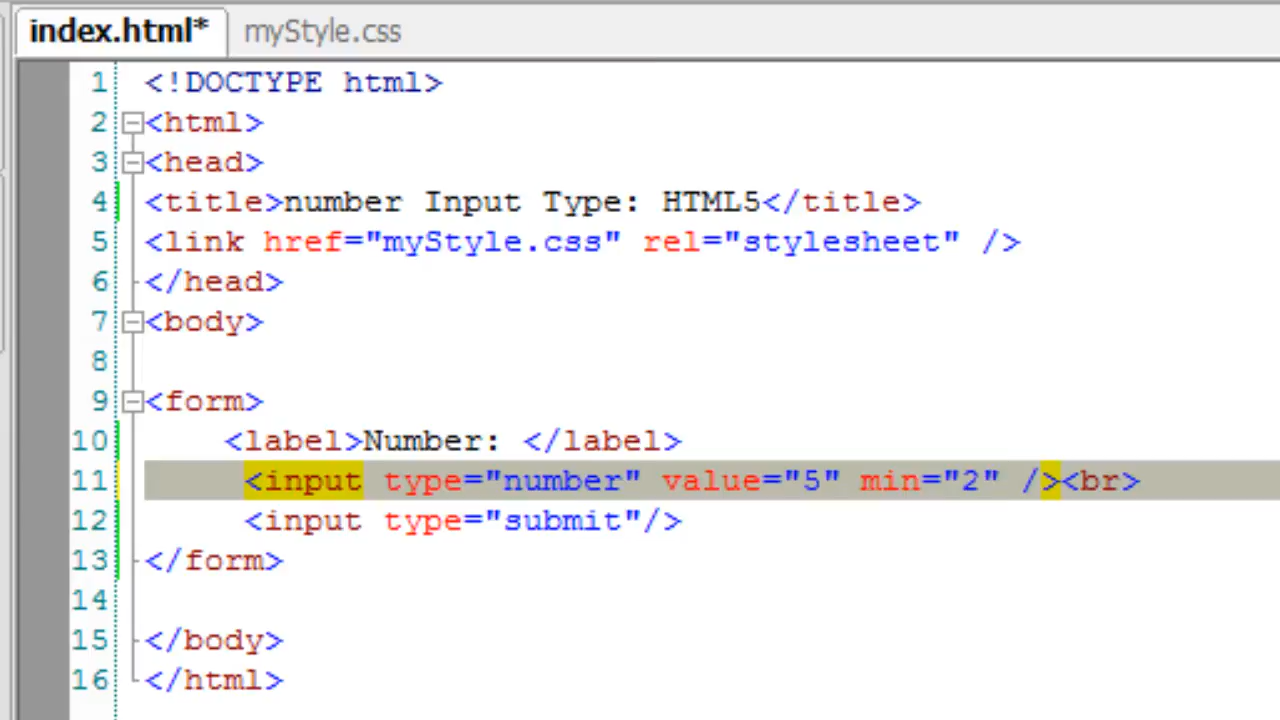 index.html* myStyle.css
1 <!DOCTYPE html>
2 <html>
3 <head>
4 <title>number Input Type: HTML5</title>
5 <link href="myStyle.css" rel="stylesheet" />
6 </head>
7 <body>
8
9 <form>
10 <label>Number: </label>
11 <input type="number" value="5" min="2" /><br>
12 <input type="submit"/>
13 </form>
14
15 </body>
16 </html>